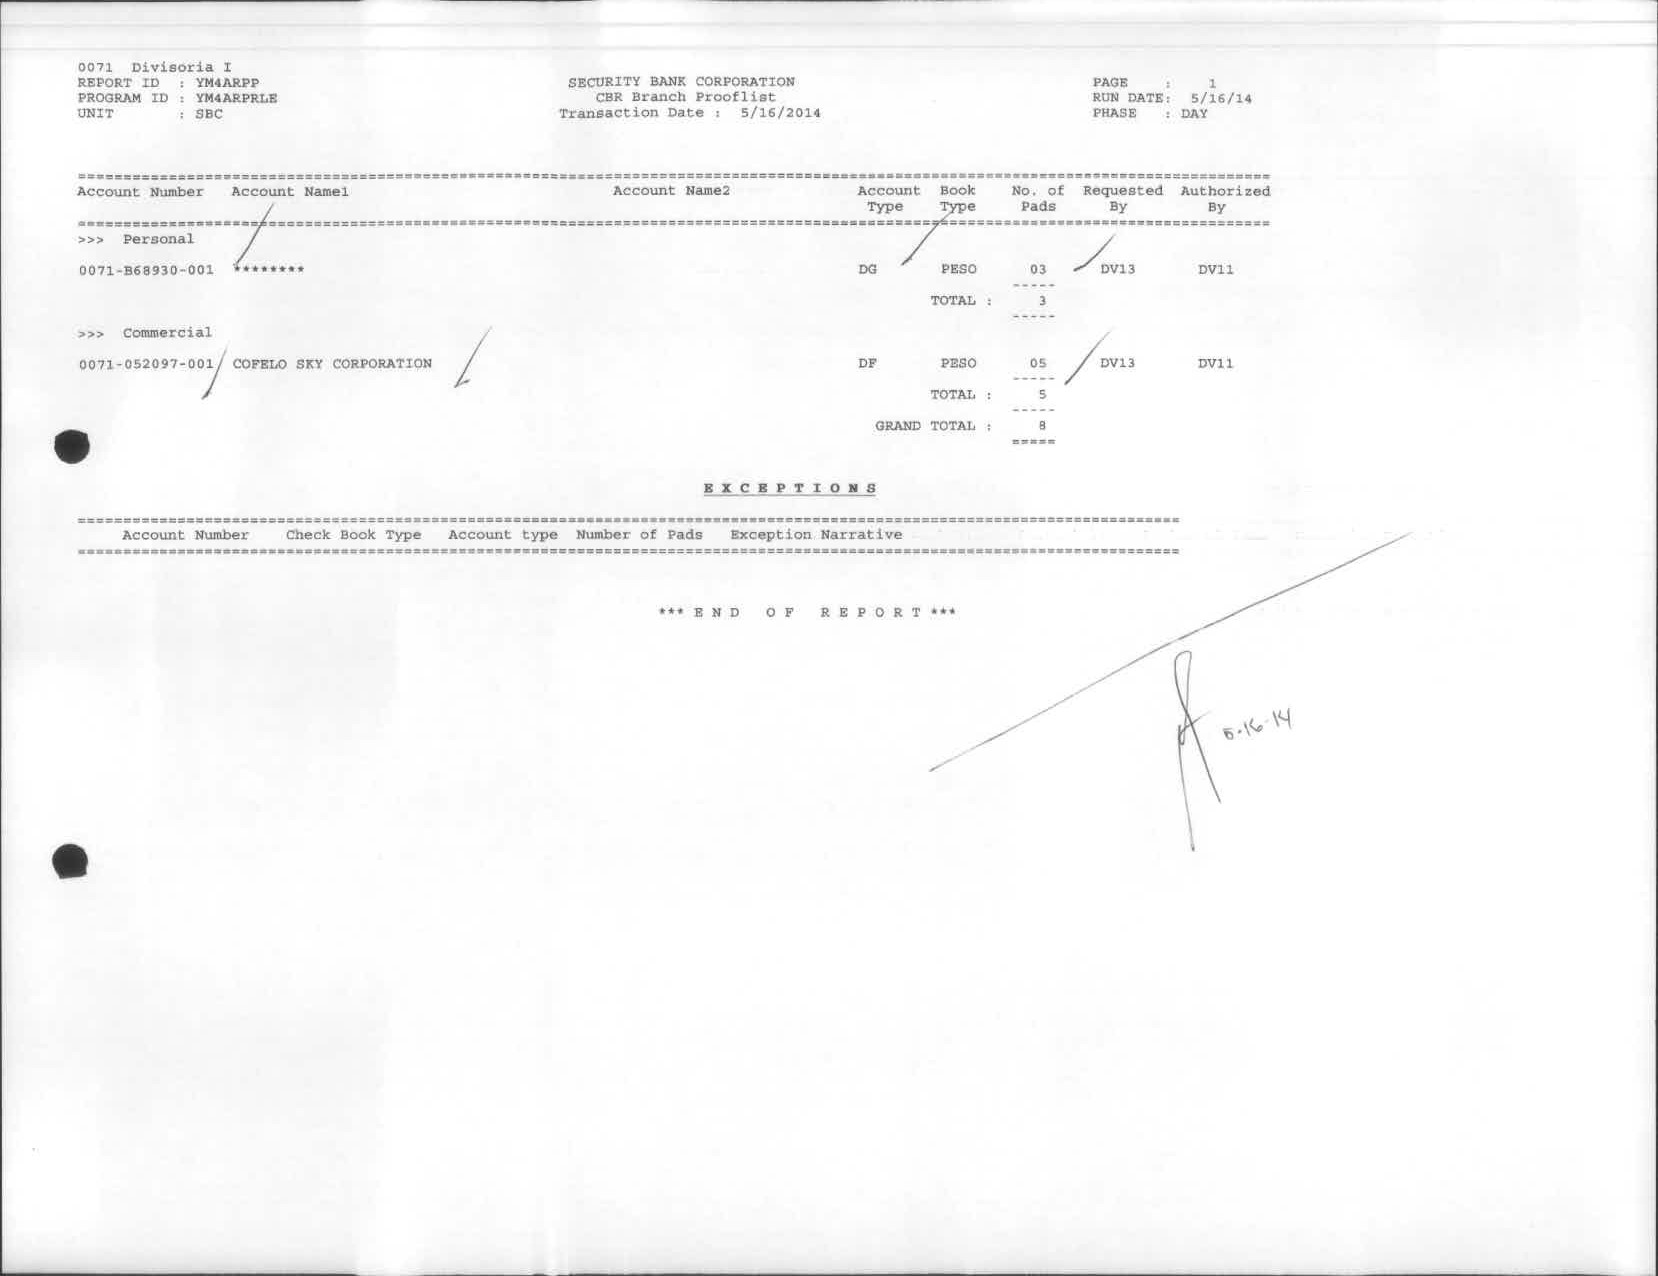 0071 Divisoria I
REPORT ID : YM4ARPP SECURITY BANK CORPORATION PAGE : 1
PROGRAM ID : YM4ARPRLE CBR Branch Prooflist RUN DATE: 5/16/14
UNIT : SBC Transaction Date : 5/16/2014 PHASE : DAY
Account Number Account Name1 Account Name2 Account Book No. of Requested Authorized
Type Type Pads By By
>>> Personal
0071-B68930-001 ******** DG PESO 03 DV13 DV11
-----
TOTAL : 3
-----
>>> Commercial
0071-052097-001 COFELO SKY CORPORATION DF PESO 05 DV13 DV11
-----
TOTAL : 5
-----
GRAND TOTAL : 8
=====
E X C E P T I O N S
Account Number Check Book Type Account type Number of Pads Exception Narrative
*** E N D O F R E P O R T ***
5-16-14